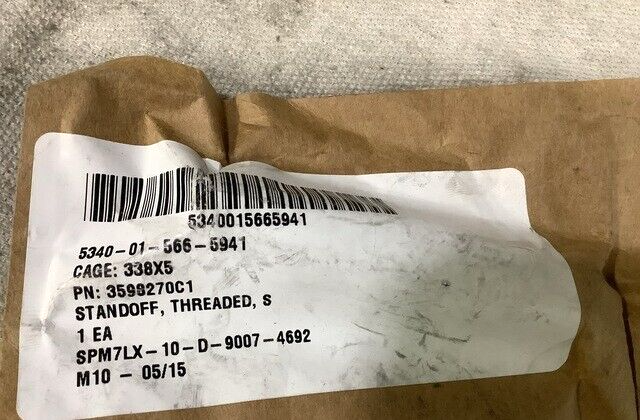 5340015665941
5340-01-566-5941
CAGE: 338X5
PN: 3598270C1
STANDOFF, THREADED, S
1 EA
SPM7LX-10-D-9007-4692
M10 - 05/15